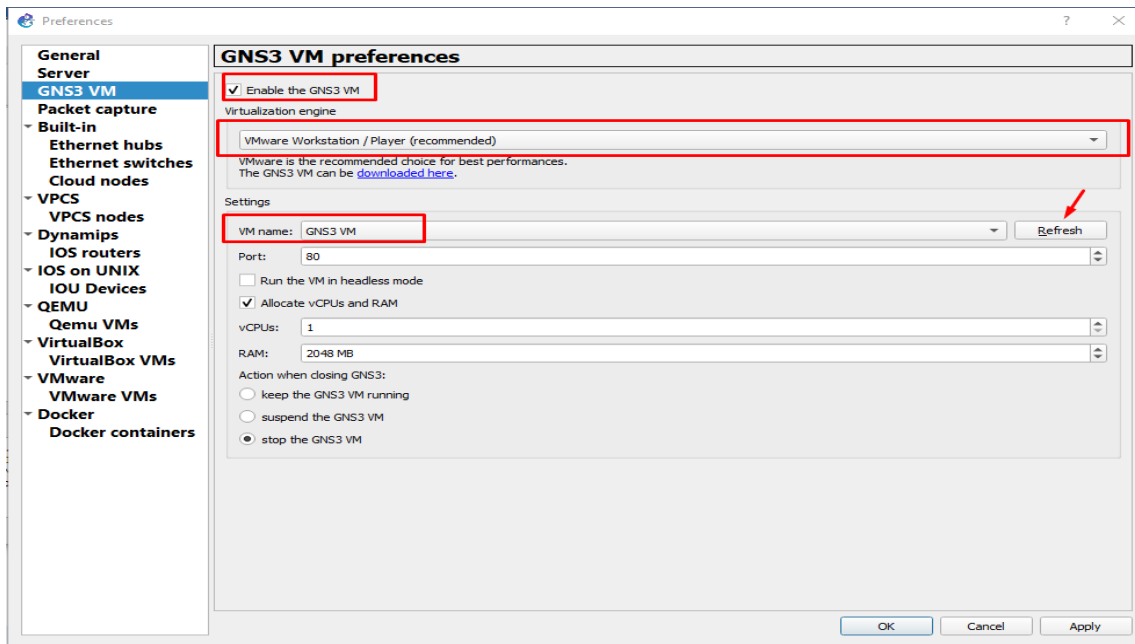 Preferences
General
Server
GNS3 VM
Packet capture
Built-in
Ethernet hubs
Ethernet switches
Cloud nodes
VPCS
VPCS nodes
Dynamips
IOS routers
IOS on UNIX
IOU Devices
QEMU
Qemu VMs
VirtualBox
VirtualBox VMs
VMware
VMware VMs
Docker
Docker containers
GNS3 VM preferences
Enable the GNS3 VM
Virtualization engine
VMware Workstation / Player (recommended)
VMware is the recommended choice for best performances.
The GNS3 VM can be downloaded here.
Settings
VM name: GNS3 VM Refresh
Port: 80
Run the VM in headless mode
Allocate vCPUs and RAM
vCPUs: 1
RAM: 2048 MB
Action when closing GNS3:
keep the GNS3 VM running
suspend the GNS3 VM
stop the GNS3 VM
OK Cancel Apply